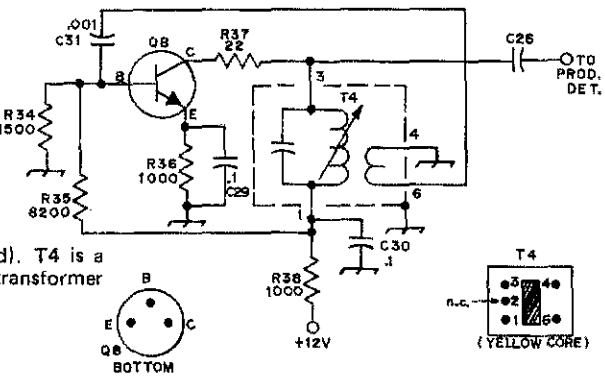 .001
C31
Q8
C
R37
22
C26
TO
PROD.
DET.
8
3
T4
R34
1500
E
4
R36
1000
.1
C29
R35
8200
6
1
C30
.1
d). T4 is a
transformer
R38
1000
+12V
B
E
C
Q8
BOTTOM
T4
3
4
n.c.
2
1
6
(YELLOW CORE)